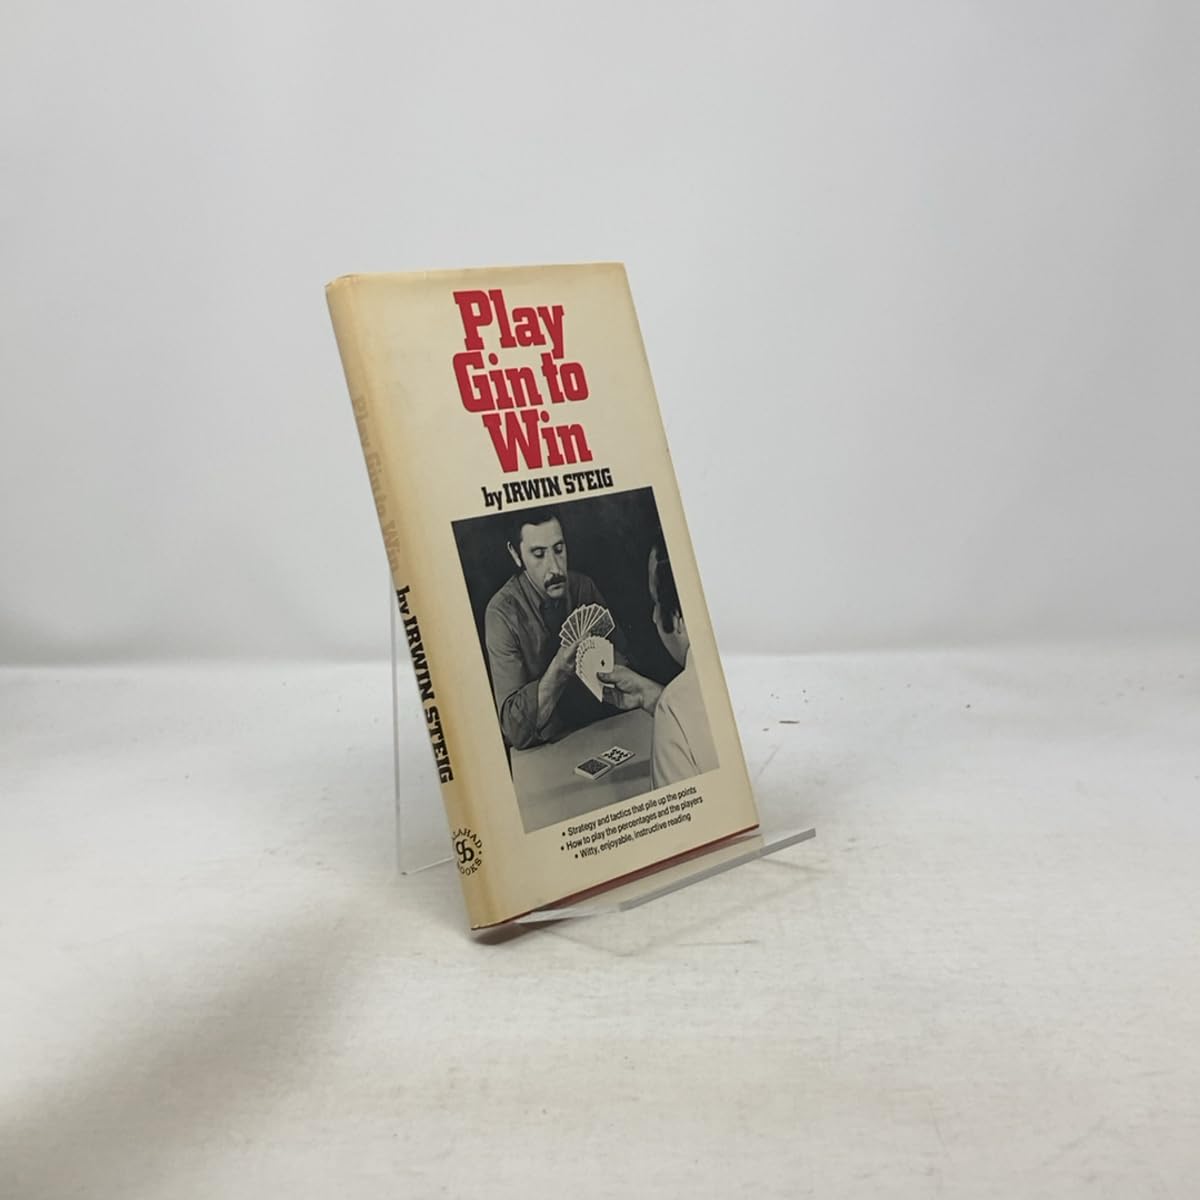 Play
Gin to
Win
by IRWIN STEIG
• Strategy and tactics that pile up the points
• How to play the percentages and the players
• Witty, enjoyable, instructive reading
Play Gin to Win by IRWIN STEIG